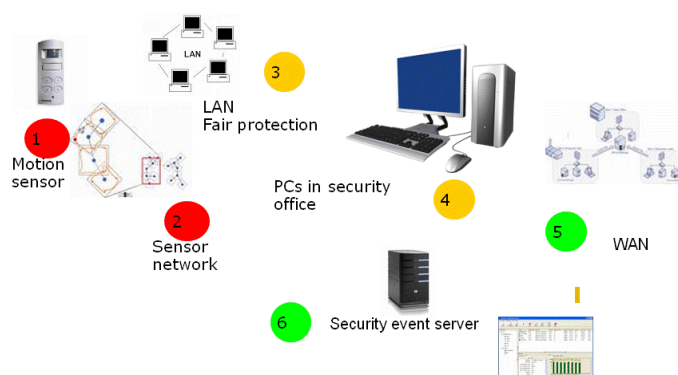 LAN
3
LAN
Fair protection
1
Motion
sensor
PCs in security
office
4
2
Sensor
network
5
WAN
6
Security event server